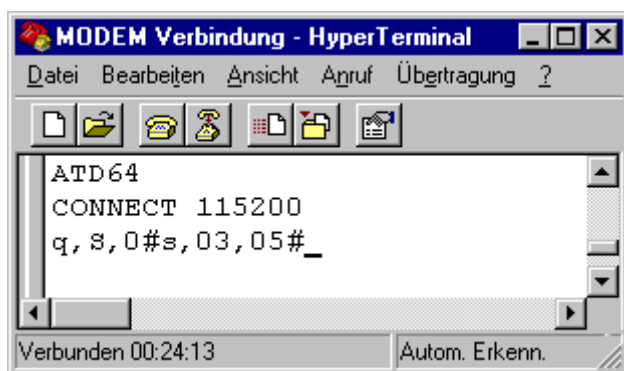 MODEM Verbindung - HyperTerminal
Datei Bearbeiten Ansicht Anruf Übertragung ?
ATD64
CONNECT 115200
q,S,0#s,03,05#_
Verbunden 00:24:13 Autom. Erkenn.